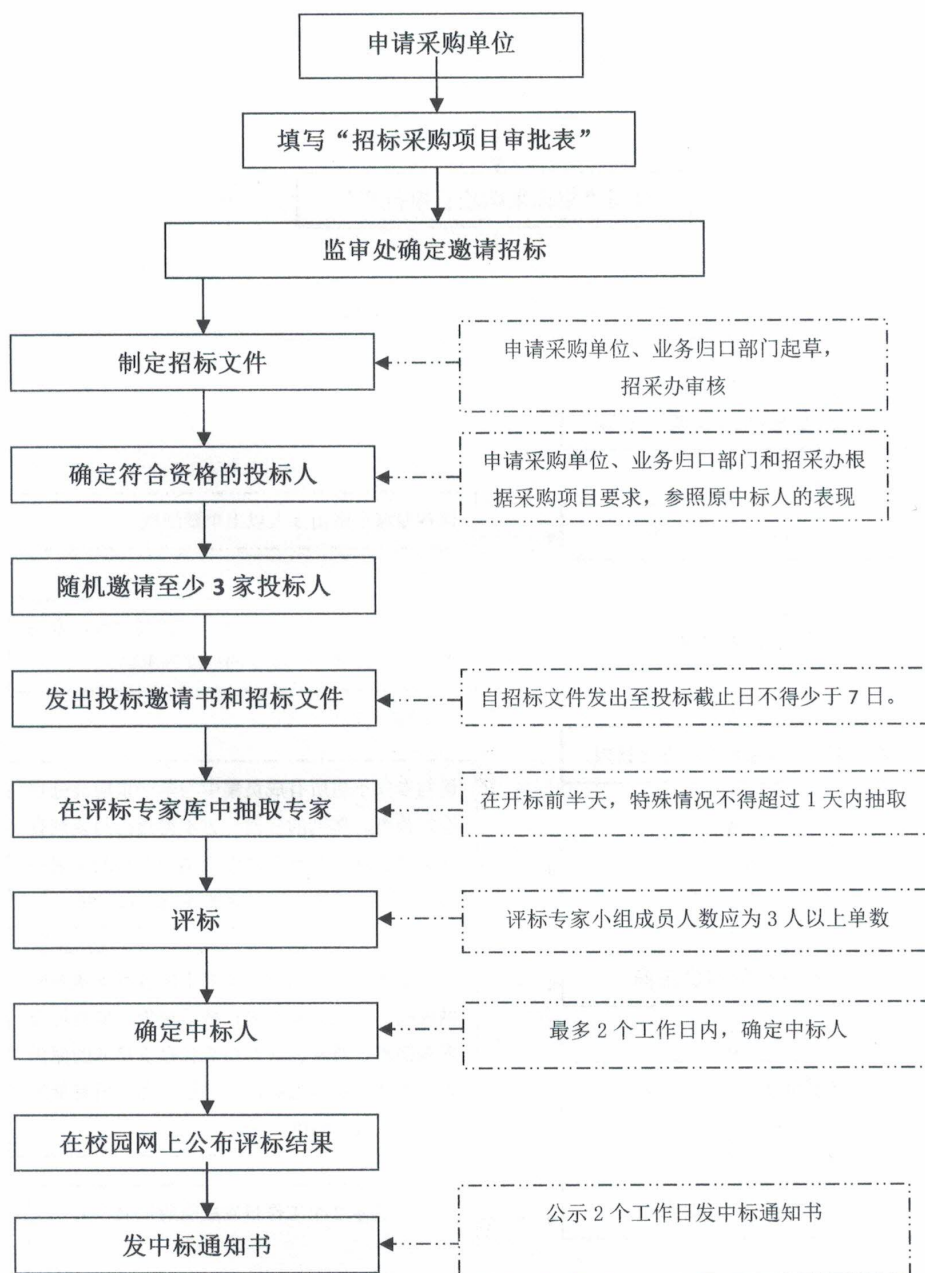 申请采购单位
填写“招标采购项目审批表”
监审处确定邀请招标
制定招标文件
申请采购单位、业务归口部门起草，
招采办审核
确定符合资格的投标人
申请采购单位、业务归口部门和招采办根
据采购项目要求，参照原中标人的表现
随机邀请至少 3 家投标人
发出投标邀请书和招标文件
自招标文件发出至投标截止日不得少于 7 日。
在评标专家库中抽取专家
在开标前半天，特殊情况不得超过 1 天内抽取
评标
评标专家小组成员人数应为 3 人以上单数
确定中标人
最多 2 个工作日内，确定中标人
在校园网上公布评标结果
公示 2 个工作日发中标通知书
发中标通知书